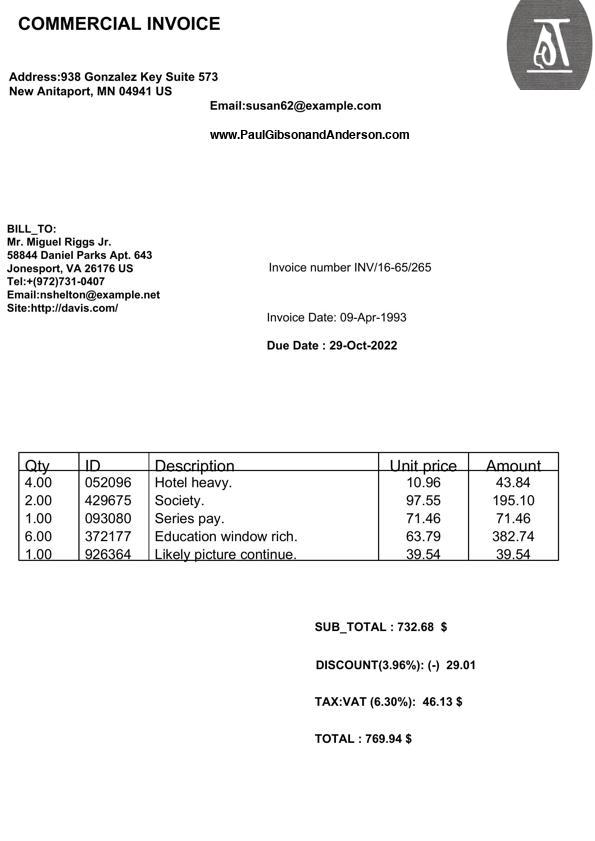 COMMERCIAL INVOICE
Address:938 Gonzalez Key Suite 573
New Anitaport, MN 04941 US
Email:susan62@example.com
www.PaulGibsonandAnderson.com
BILL_TO:
Mr. Miguel Riggs Jr.
58844 Daniel Parks Apt. 643
Jonesport, VA 26176 US
Tel:+(972)731-0407
Email:nshelton@example.net
Site:http://davis.com/
Invoice number INV/16-65/265
Invoice Date: 09-Apr-1993
Due Date : 29-Oct-2022
Qty ID Description Unit price Amount
4.00 052096 Hotel heavy. 10.96 43.84
2.00 429675 Society. 97.55 195.10
1.00 093080 Series pay. 71.46 71.46
6.00 372177 Education window rich. 63.79 382.74
1.00 926364 Likely picture continue. 39.54 39.54
SUB_TOTAL : 732.68 $
DISCOUNT(3.96%): (-) 29.01
TAX:VAT (6.30%): 46.13 $
TOTAL : 769.94 $